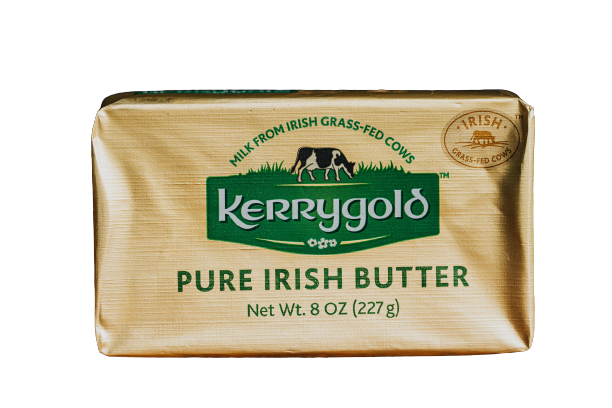 MILK FROM IRISH GRASS-FED COWS
IRISH
GRASS-FED COWS
TM
TM
Kerrygold
PURE IRISH BUTTER
Net Wt. 8 OZ (227g)